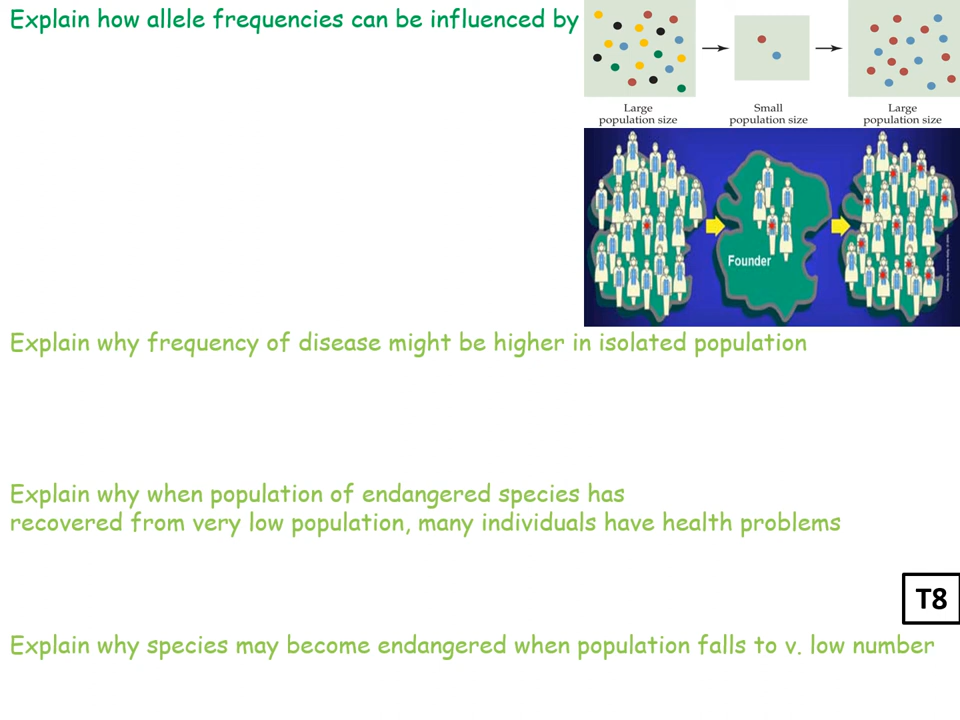 Explain how allele frequencies can be influenced by
Large
population size
Small
population size
Large
population size
Founder
Explain why frequency of disease might be higher in isolated population
Explain why when population of endangered species has
recovered from very low population, many individuals have health problems
T8
Explain why species may become endangered when population falls to v. low number